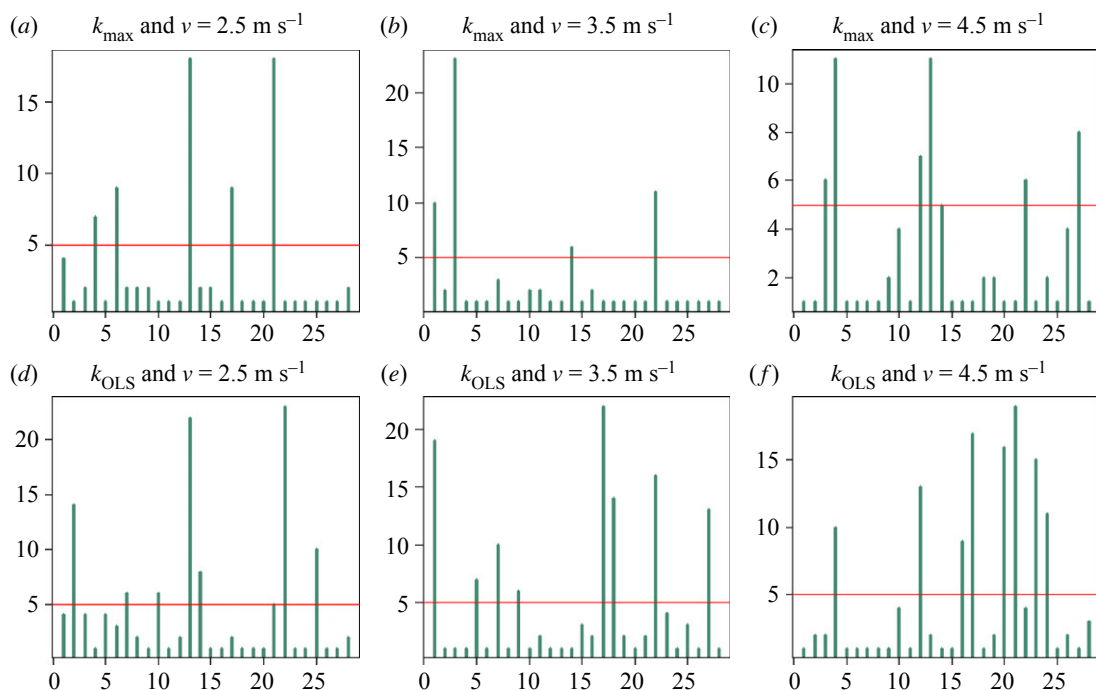 (a) k_max and v = 2.5 m s⁻¹
(b) k_max and v = 3.5 m s⁻¹
(c) k_max and v = 4.5 m s⁻¹
15
10
5
0 5 10 15 20 25
20
15
10
5
0 5 10 15 20 25
10
8
6
4
2
0 5 10 15 20 25
(d) k_OLS and v = 2.5 m s⁻¹
(e) k_OLS and v = 3.5 m s⁻¹
(f) k_OLS and v = 4.5 m s⁻¹
20
15
10
5
0 5 10 15 20 25
20
15
10
5
0 5 10 15 20 25
15
10
5
0 5 10 15 20 25